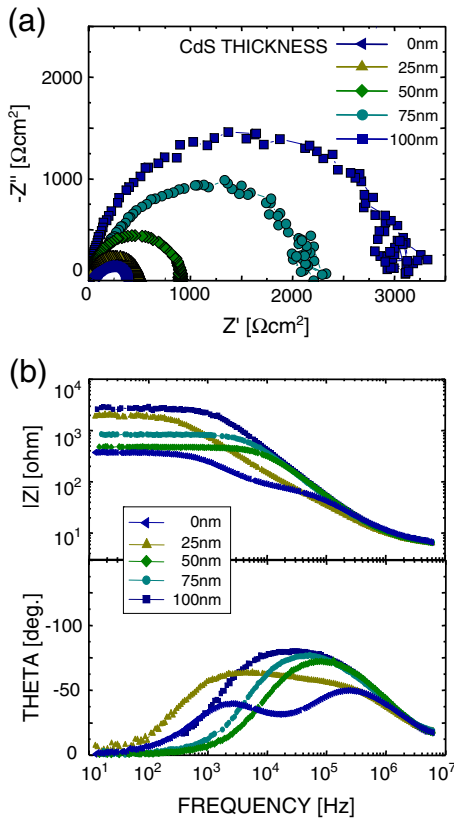 (a)
CdS THICKNESS
0nm
25nm
50nm
75nm
100nm
-Z'' [Ωcm²]
2000
1000
0
0 1000 2000 3000
Z' [Ωcm²]
(b)
|Z| [ohm]
10⁴
10³
10²
10¹
0nm
25nm
50nm
75nm
100nm
THETA [deg.]
-100
-50
0
10¹ 10² 10³ 10⁴ 10⁵ 10⁶ 10⁷
FREQUENCY [Hz]